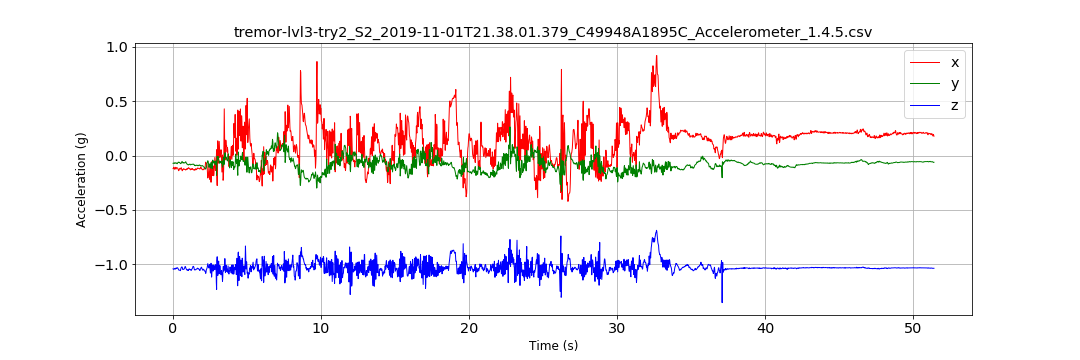 tremor-lvl3-try2_S2_2019-11-01T21.38.01.379_C49948A1895C_Accelerometer_1.4.5.csv
1.0
0.5
0.0
−0.5
−1.0
Acceleration (g)
x
y
z
0 10 20 30 40 50
Time (s)